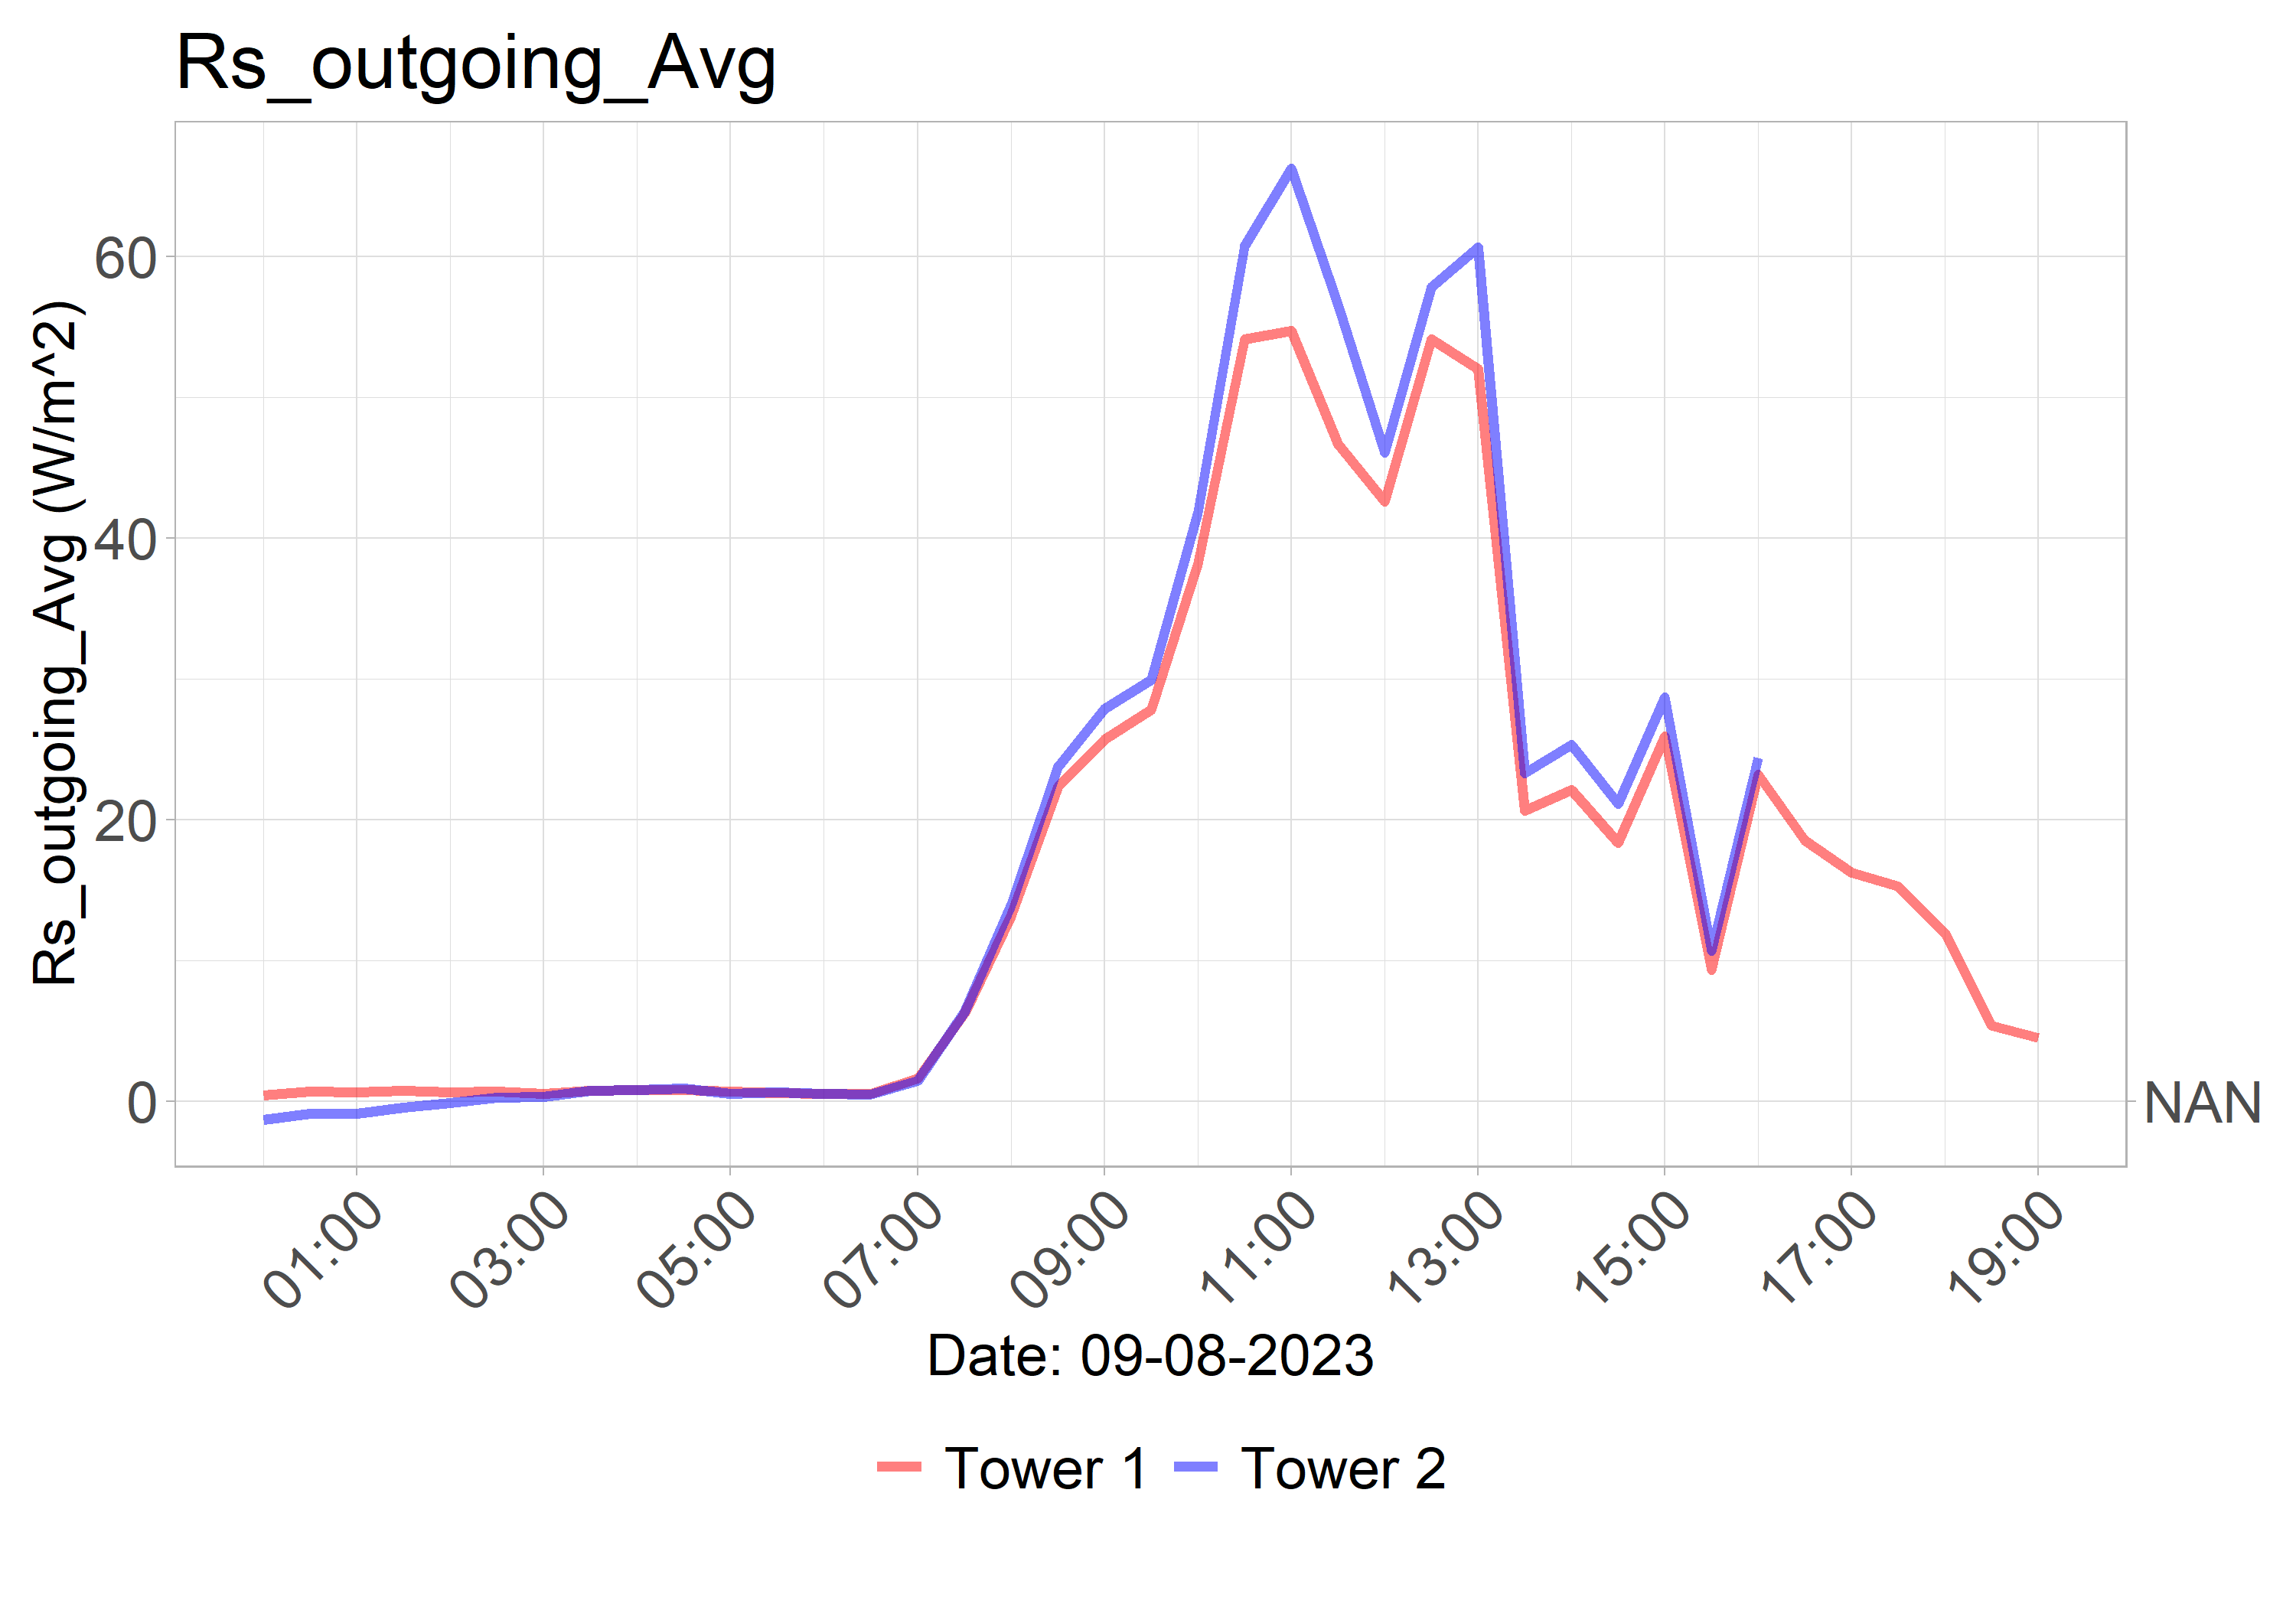 Rs_outgoing_Avg
Rs_outgoing_Avg (W/m^2)
60
40
20
0
NAN
01:00
03:00
05:00
07:00
09:00
11:00
13:00
15:00
17:00
19:00
Date: 09-08-2023
Tower 1
Tower 2